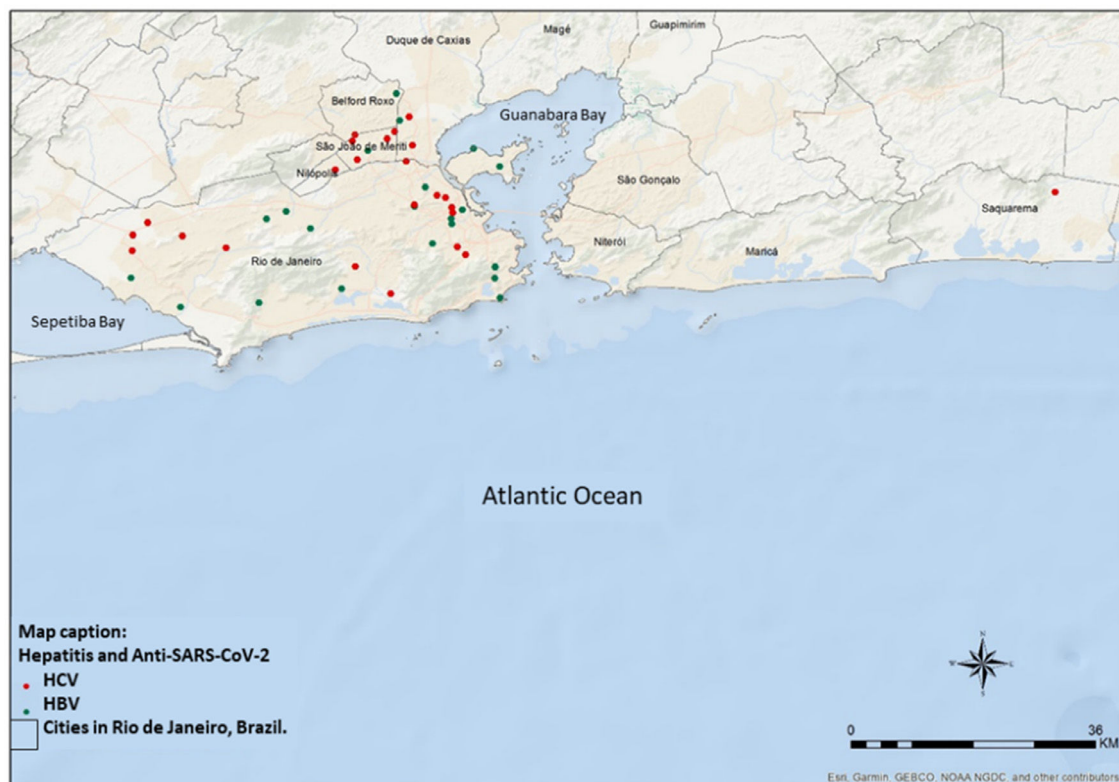 Duque de Caxias
Magé
Guapimirim
Belford Roxo
Guanabara Bay
São João de Meriti
Nilópolis
São Gonçalo
Saquarema
Niterói
Maricá
Rio de Janeiro
Sepetiba Bay
Atlantic Ocean
Map caption:
Hepatitis and Anti-SARS-CoV-2
HCV
HBV
Cities in Rio de Janeiro, Brazil.
N
S
0
36
KM
Esri, Garmin, GEBCO, NOAA NGDC, and other contributors